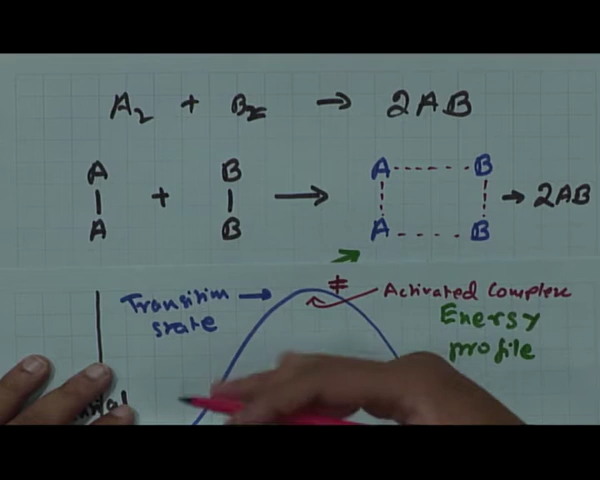 A2 + B2 → 2AB
A B A ---- B
| + | → → 2AB
A B A ---- B
Transition → ‡ Activated Complex
state Energy
profile